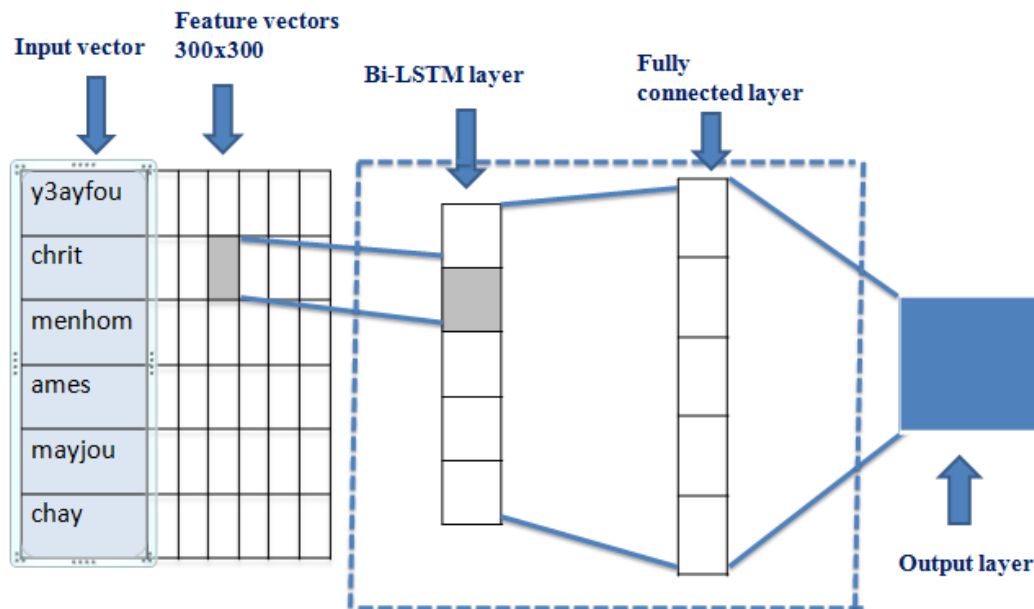 Input vector
Feature vectors
300x300
Bi-LSTM layer
Fully
connected layer
y3ayfou
chrit
menhom
ames
mayjou
chay
Output layer